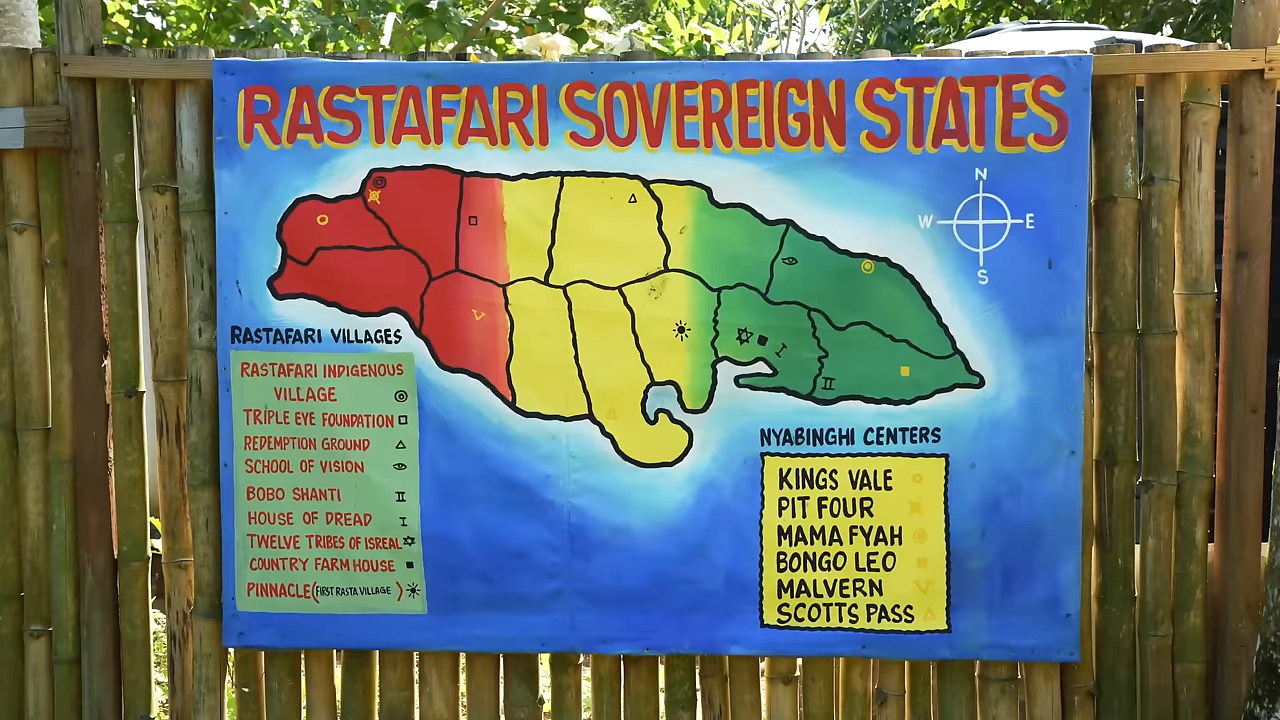 RASTAFARI SOVEREIGN STATES
N
W E
S
RASTAFARI VILLAGES
RASTAFARI INDIGENOUS
VILLAGE
TRIPLE EYE FOUNDATION
REDEMPTION GROUND
SCHOOL OF VISION
BOBO SHANTI
HOUSE OF DREAD
TWELVE TRIBES OF ISREAL
COUNTRY FARM HOUSE
PINNACLE (FIRST RASTA VILLAGE)
NYABINGHI CENTERS
KINGS VALE
PIT FOUR
MAMA FYAH
BONGO LEO
MALVERN
SCOTTS PASS